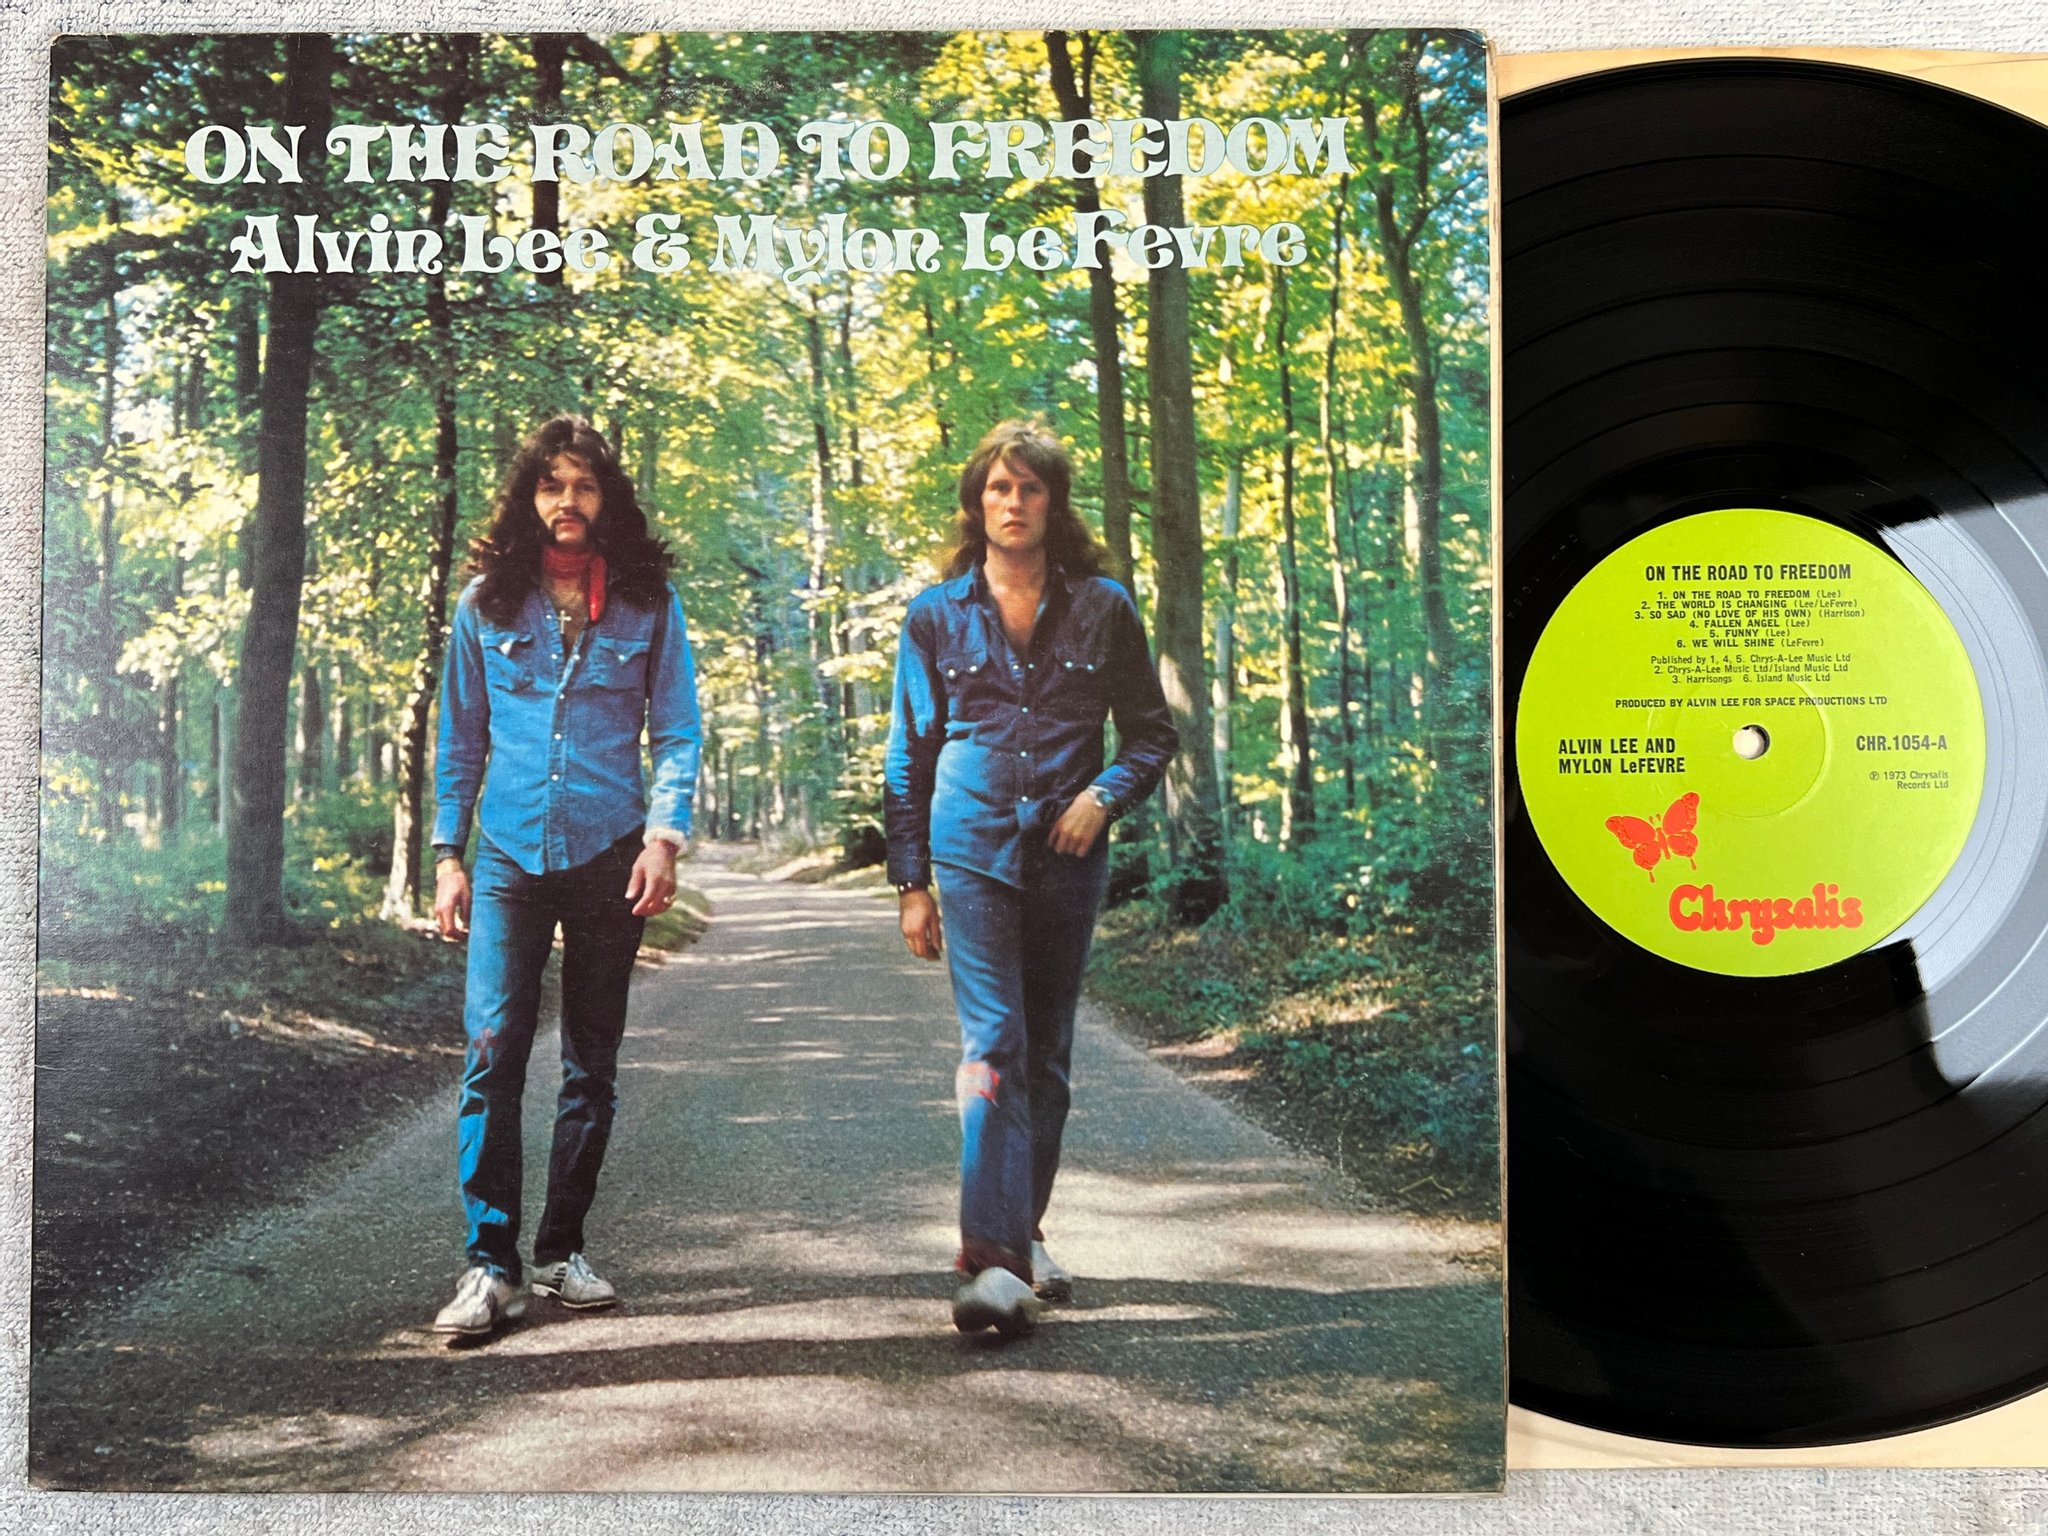 ON THE ROAD TO FREEDOM
Alvin Lee & Mylon LeFevre
ON THE ROAD TO FREEDOM
1. ON THE ROAD TO FREEDOM (Lee)
2. THE WORLD IS CHANGING (Lee/LeFevre)
3. SO SAD (NO LOVE OF HIS OWN) (Harrison)
4. FALLEN ANGEL (Lee)
5. FUNNY (Lee)
6. WE WILL SHINE (LeFevre)
Published by 1, 4, 5. Chrys-A-Lee Music Ltd
2. Chrys-A-Lee Music Ltd/Island Music Ltd
3. Harrisongs 6. Island Music Ltd
PRODUCED BY ALVIN LEE FOR SPACE PRODUCTIONS LTD
ALVIN LEE AND
MYLON LeFEVRE
CHR.1054-A
℗ 1973 Chrysalis
Records Ltd
Chrysalis